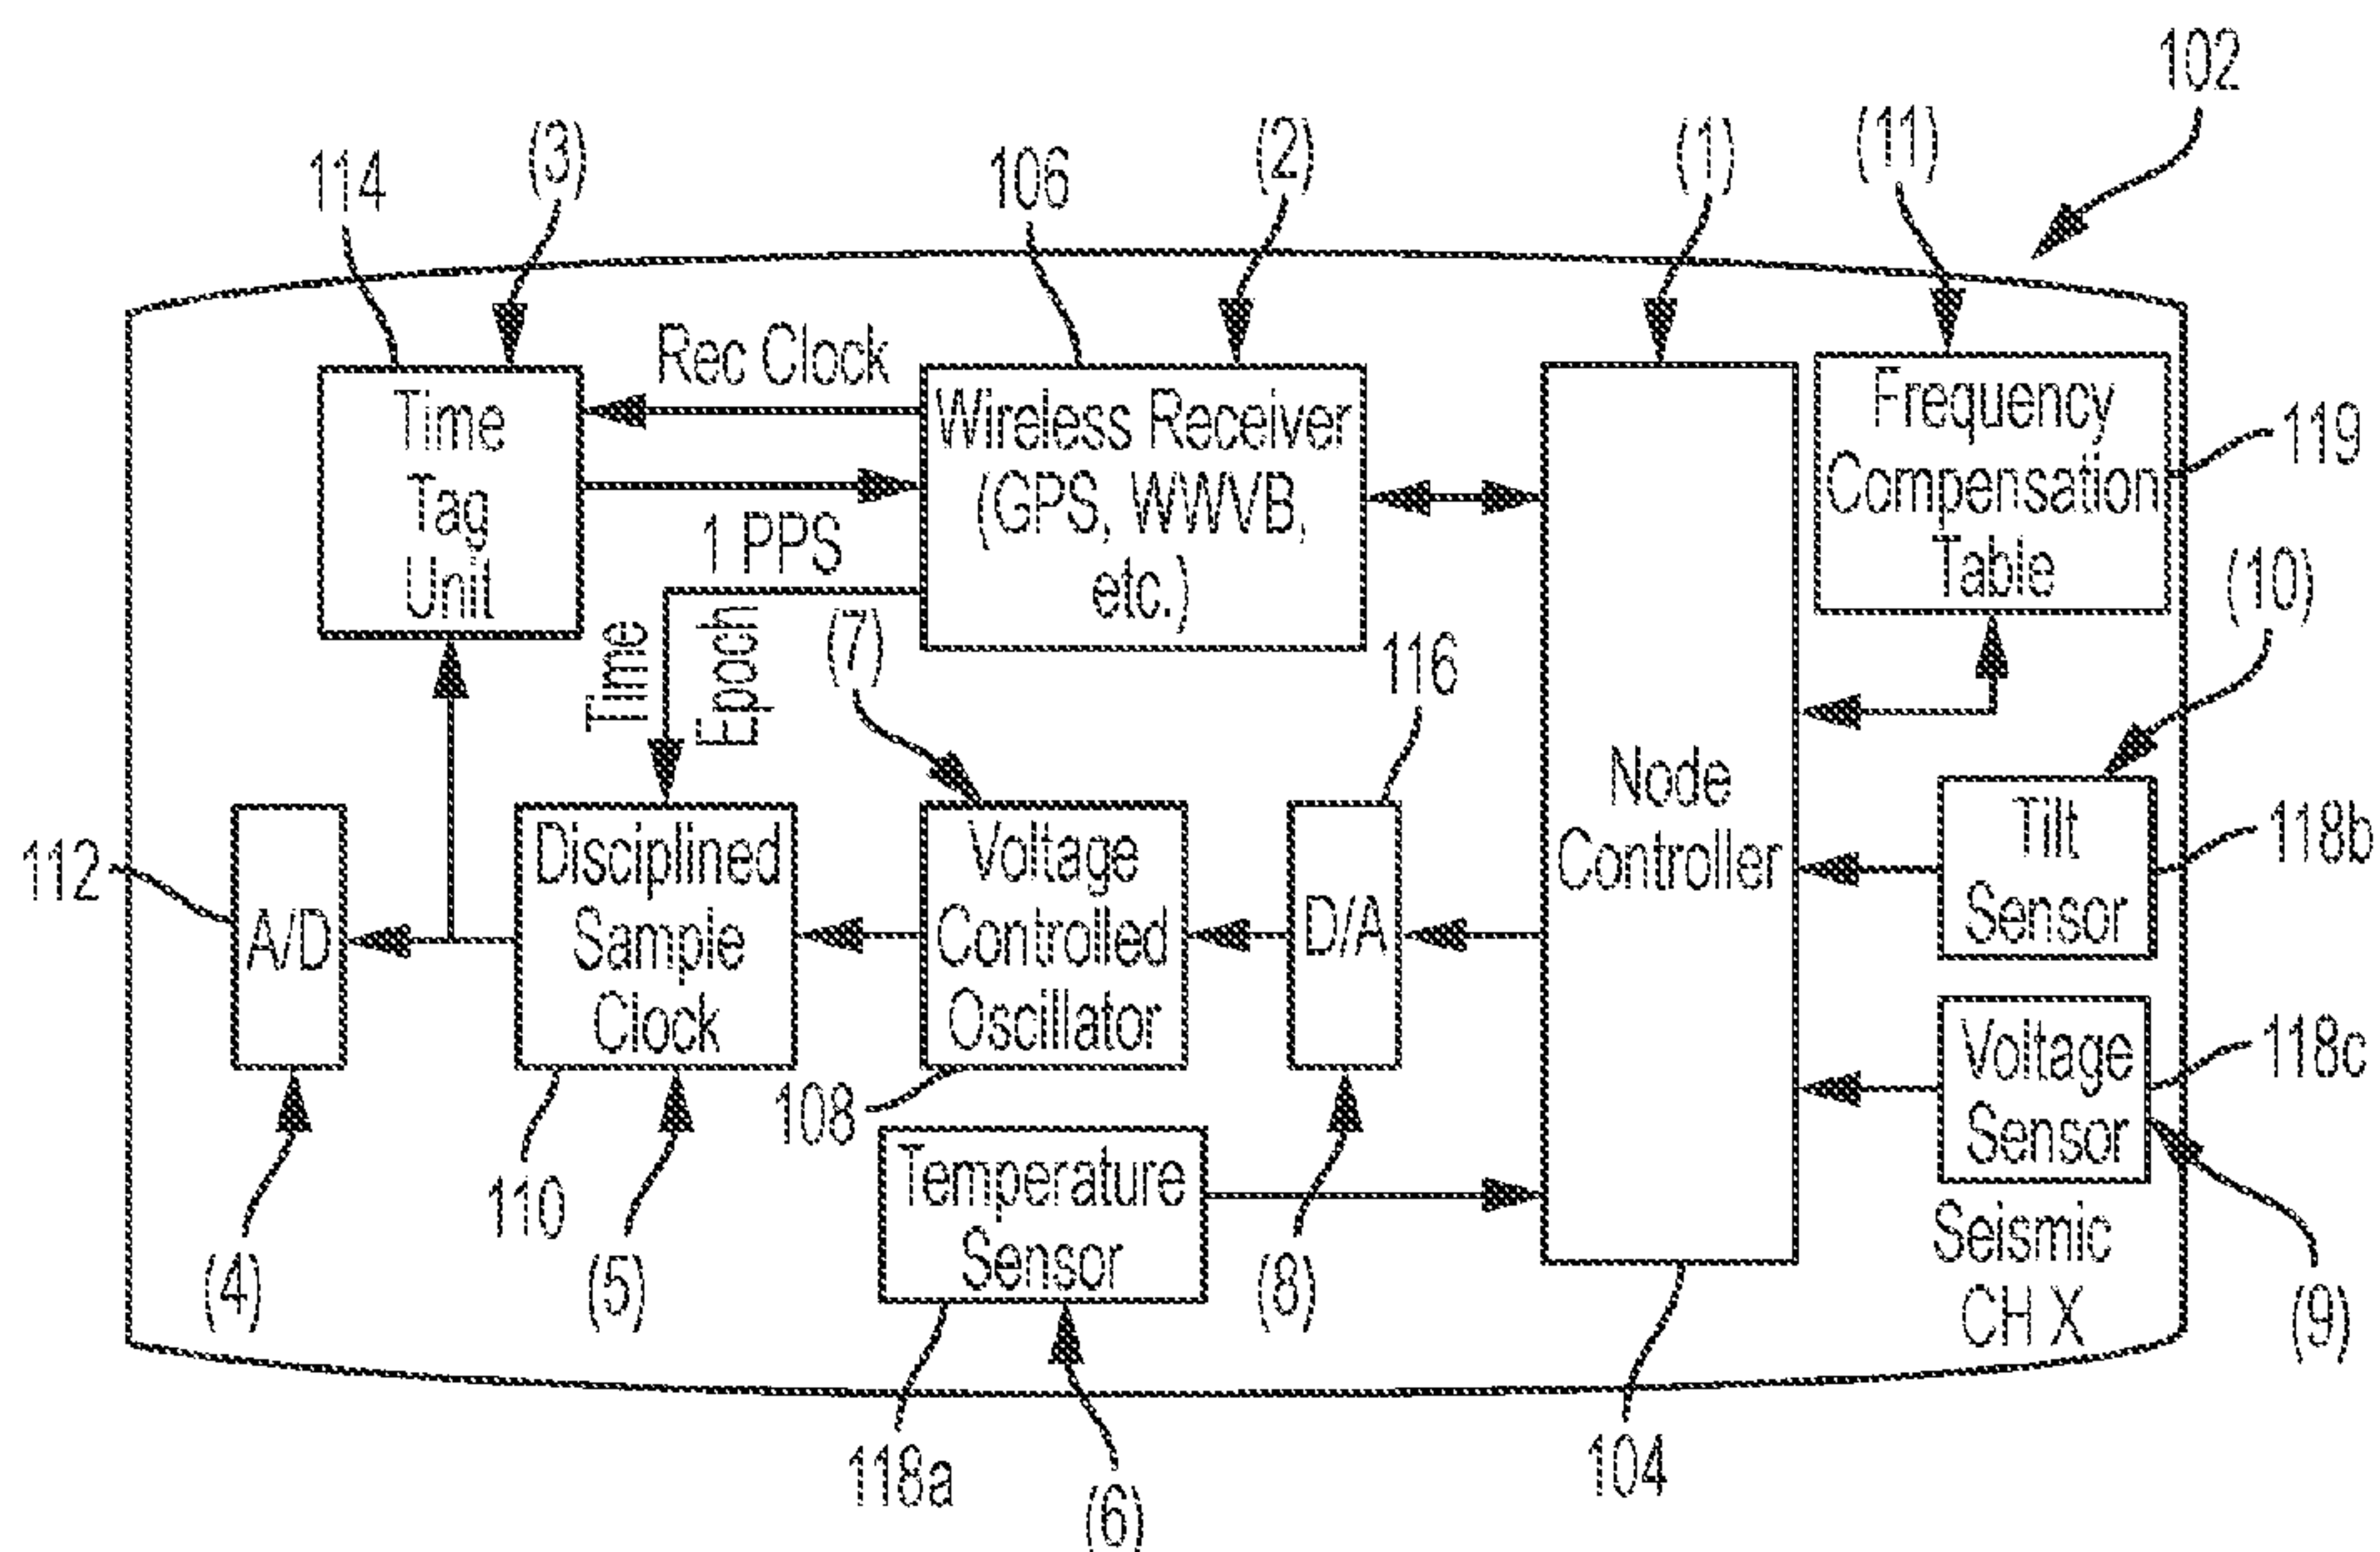 102
(3)
114
106
(2)
(1)
(11)
Rec Clock
Time
Tag
Unit
Wireless Receiver
(GPS, WWVB,
etc.)
Frequency
Compensation
Table
119
1 PPS
Time
Epoch
(7)
116
(10)
Node
Controller
112
A/D
Disciplined
Sample
Clock
Voltage
Controlled
Oscillator
D/A
Tilt
Sensor
118b
Voltage
Sensor
118c
108
110
Temperature
Sensor
Seismic
CH X
(4)
(5)
(8)
(9)
118a
(6)
104